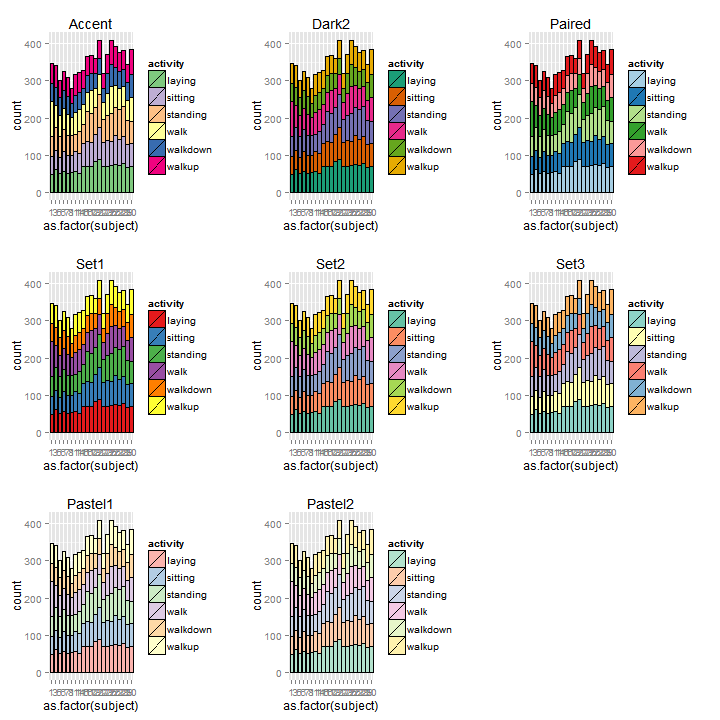 Accent
400
300
200
100
0
count
as.factor(subject)
activity
laying
sitting
standing
walk
walkdown
walkup
Dark2
400
300
200
100
0
count
as.factor(subject)
activity
laying
sitting
standing
walk
walkdown
walkup
Paired
400
300
200
100
0
count
as.factor(subject)
activity
laying
sitting
standing
walk
walkdown
walkup
Set1
400
300
200
100
0
count
as.factor(subject)
activity
laying
sitting
standing
walk
walkdown
walkup
Set2
400
300
200
100
0
count
as.factor(subject)
activity
laying
sitting
standing
walk
walkdown
walkup
Set3
400
300
200
100
0
count
as.factor(subject)
activity
laying
sitting
standing
walk
walkdown
walkup
Pastel1
400
300
200
100
0
count
as.factor(subject)
activity
laying
sitting
standing
walk
walkdown
walkup
Pastel2
400
300
200
100
0
count
as.factor(subject)
activity
laying
sitting
standing
walk
walkdown
walkup